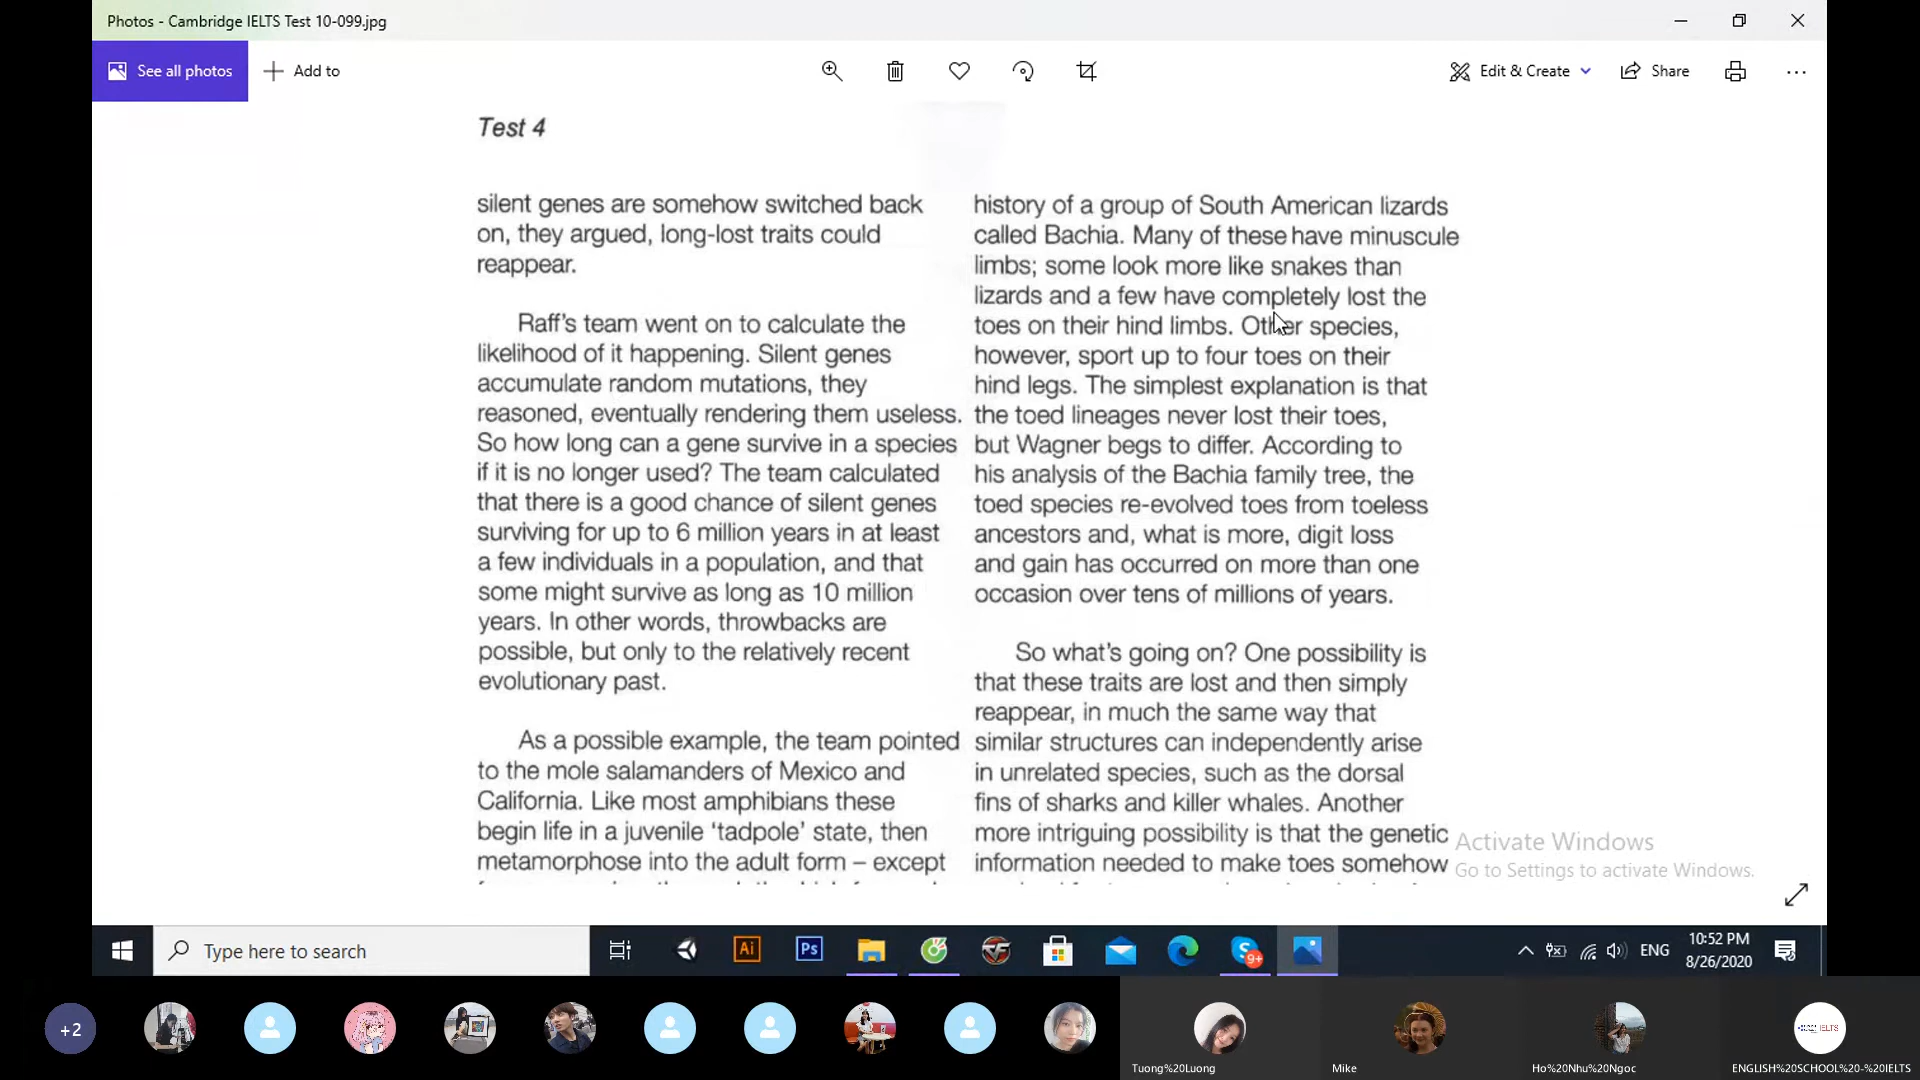 Photos - Cambridge IELTS Test 10-099.jpg
See all photos
Add to
Edit & Create
Share
Test 4
silent genes are somehow switched back
on, they argued, long-lost traits could
reappear.
Raff's team went on to calculate the
likelihood of it happening. Silent genes
accumulate random mutations, they
reasoned, eventually rendering them useless.
So how long can a gene survive in a species
if it is no longer used? The team calculated
that there is a good chance of silent genes
surviving for up to 6 million years in at least
a few individuals in a population, and that
some might survive as long as 10 million
years. In other words, throwbacks are
possible, but only to the relatively recent
evolutionary past.
As a possible example, the team pointed
to the mole salamanders of Mexico and
California. Like most amphibians these
begin life in a juvenile 'tadpole' state, then
metamorphose into the adult form – except
history of a group of South American lizards
called Bachia. Many of these have minuscule
limbs; some look more like snakes than
lizards and a few have completely lost the
toes on their hind limbs. Other species,
however, sport up to four toes on their
hind legs. The simplest explanation is that
the toed lineages never lost their toes,
but Wagner begs to differ. According to
his analysis of the Bachia family tree, the
toed species re-evolved toes from toeless
ancestors and, what is more, digit loss
and gain has occurred on more than one
occasion over tens of millions of years.
So what's going on? One possibility is
that these traits are lost and then simply
reappear, in much the same way that
similar structures can independently arise
in unrelated species, such as the dorsal
fins of sharks and killer whales. Another
more intriguing possibility is that the genetic
information needed to make toes somehow
Activate Windows
Go to Settings to activate Windows.
Type here to search
Ai
Ps
9+
ENG
10:52 PM
8/26/2020
+2
Tuong%20Luong
Mike
Ho%20Nhu%20Ngoc
ENGLISH%20SCHOOL%20-%20IELTS